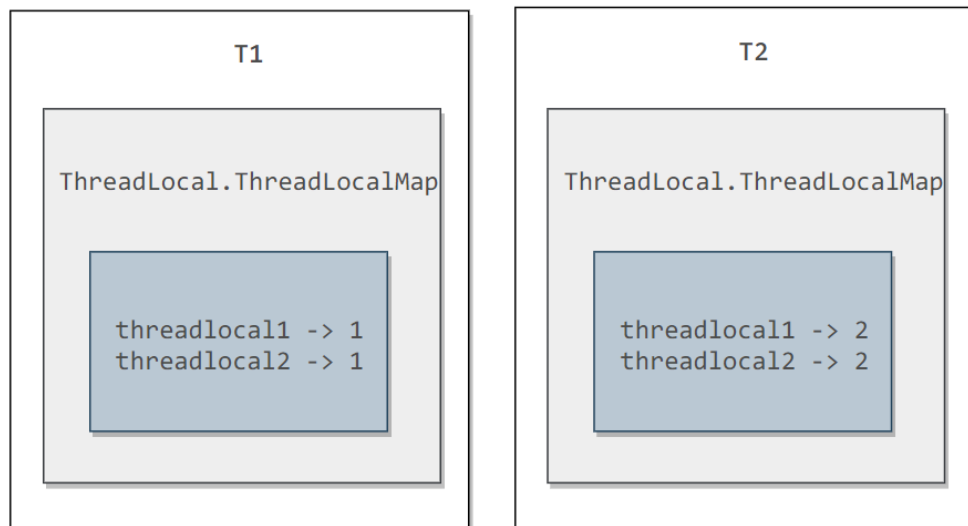 T1
ThreadLocal.ThreadLocalMap
threadlocal1 -> 1
threadlocal2 -> 1
T2
ThreadLocal.ThreadLocalMap
threadlocal1 -> 2
threadlocal2 -> 2